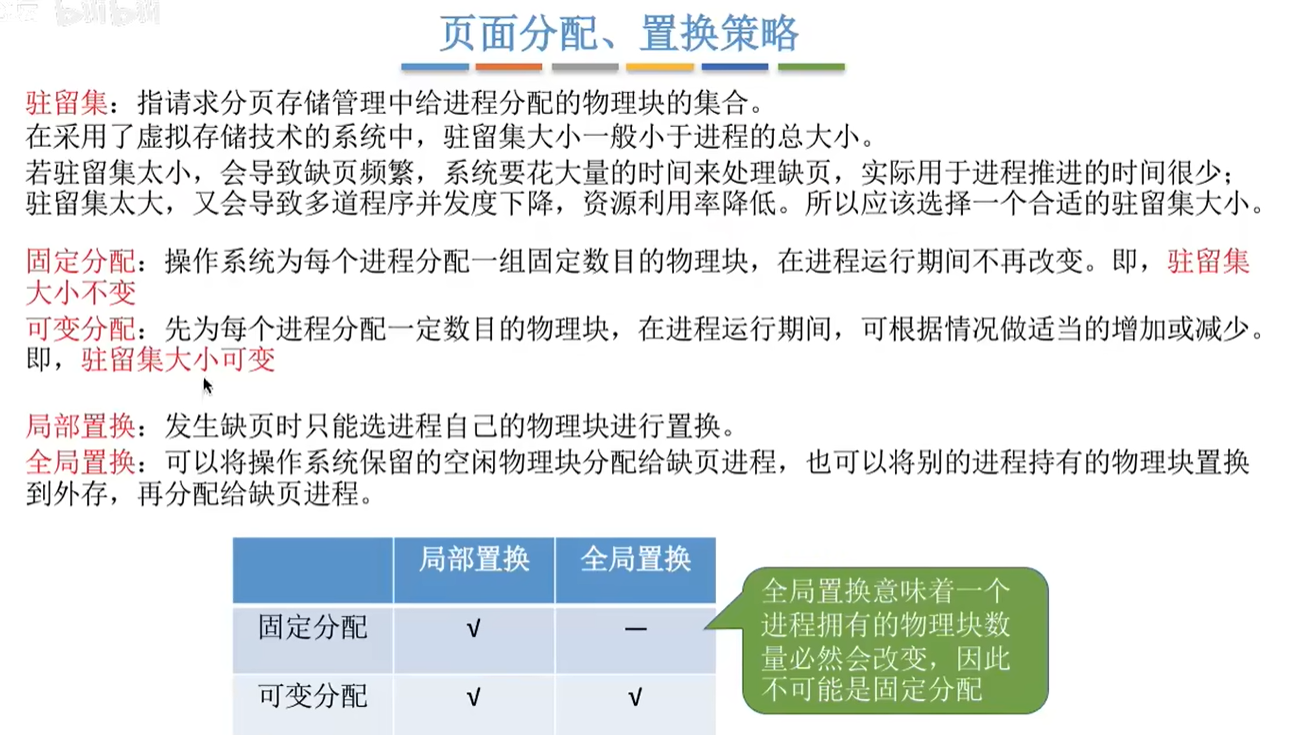 页面分配、置换策略
驻留集：指请求分页存储管理中给进程分配的物理块的集合。
在采用了虚拟存储技术的系统中，驻留集大小一般小于进程的总大小。
若驻留集太小，会导致缺页频繁，系统要花大量的时间来处理缺页，实际用于进程推进的时间很少；
驻留集太大，又会导致多道程序并发度下降，资源利用率降低。所以应该选择一个合适的驻留集大小。
固定分配：操作系统为每个进程分配一组固定数目的物理块，在进程运行期间不再改变。即，驻留集
大小不变
可变分配：先为每个进程分配一定数目的物理块，在进程运行期间，可根据情况做适当的增加或减少。
即，驻留集大小可变
局部置换：发生缺页时只能选进程自己的物理块进行置换。
全局置换：可以将操作系统保留的空闲物理块分配给缺页进程，也可以将别的进程持有的物理块置换
到外存，再分配给缺页进程。
局部置换 全局置换
固定分配 √ —
可变分配 √ √
全局置换意味着一个
进程拥有的物理块数
量必然会改变，因此
不可能是固定分配